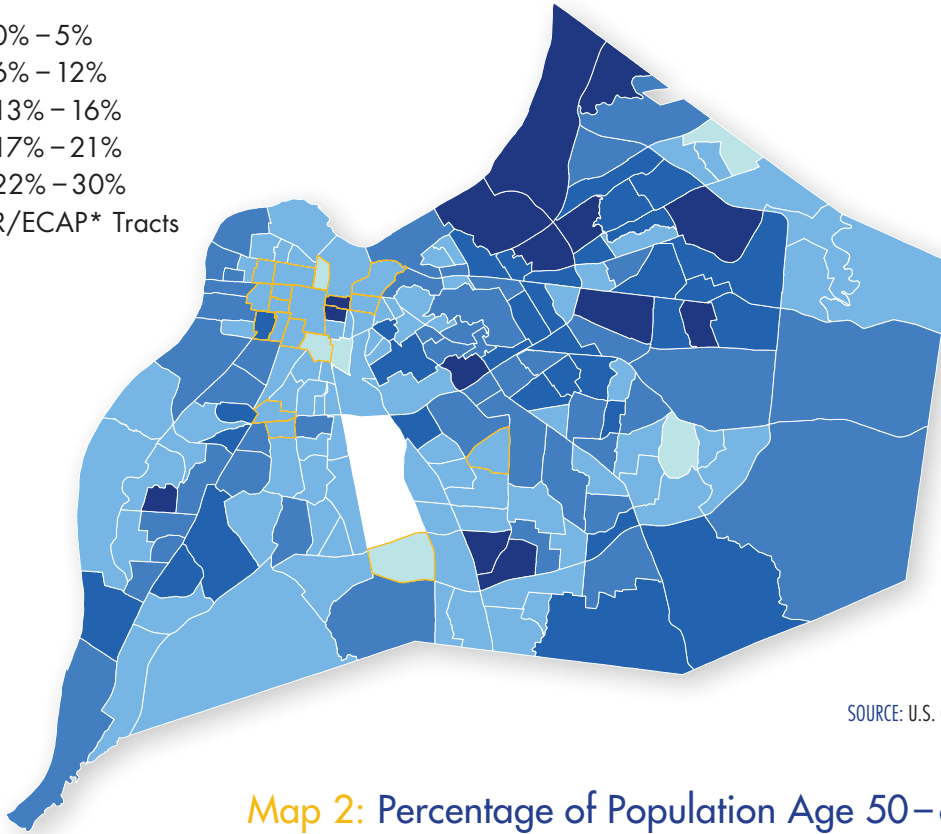 0% – 5%
6% – 12%
13% – 16%
17% – 21%
22% – 30%
R/ECAP* Tracts
SOURCE: U.S.
Map 2: Percentage of Population Age 50–